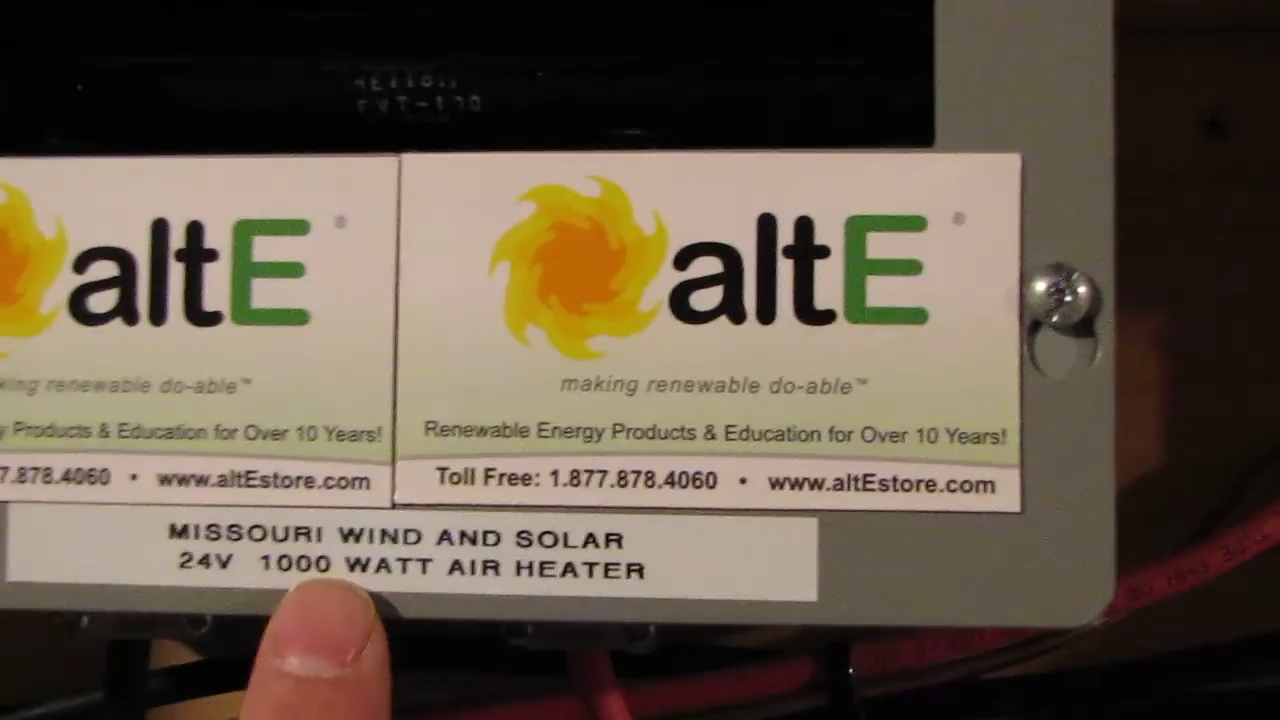 altE®
king renewable do-able™
y Products & Education for Over 10 Years!
7.878.4060 • www.altEstore.com
altE®
making renewable do-able™
Renewable Energy Products & Education for Over 10 Years!
Toll Free: 1.877.878.4060 • www.altEstore.com
MISSOURI WIND AND SOLAR
24V 1000 WATT AIR HEATER